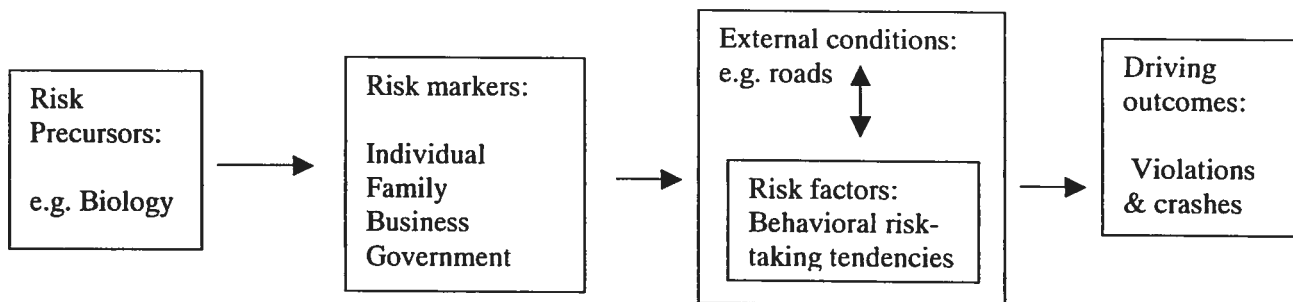 Risk
Precursors:
e.g. Biology
Risk markers:
Individual
Family
Business
Government
External conditions:
e.g. roads
Risk factors:
Behavioral risk-
taking tendencies
Driving
outcomes:
Violations
& crashes